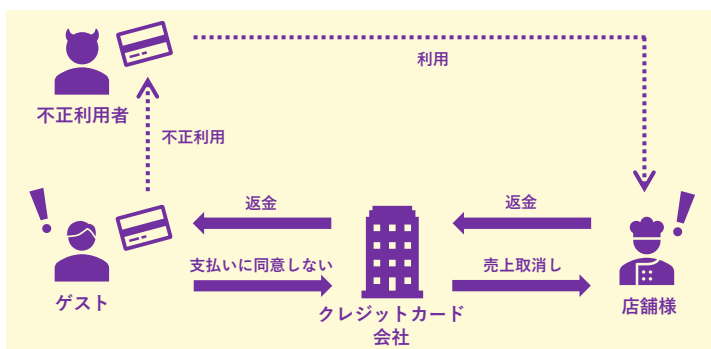 利用
不正利用者
不正利用
返金
返金
支払いに同意しない
売上取消し
ゲスト
クレジットカード
会社
店舗様